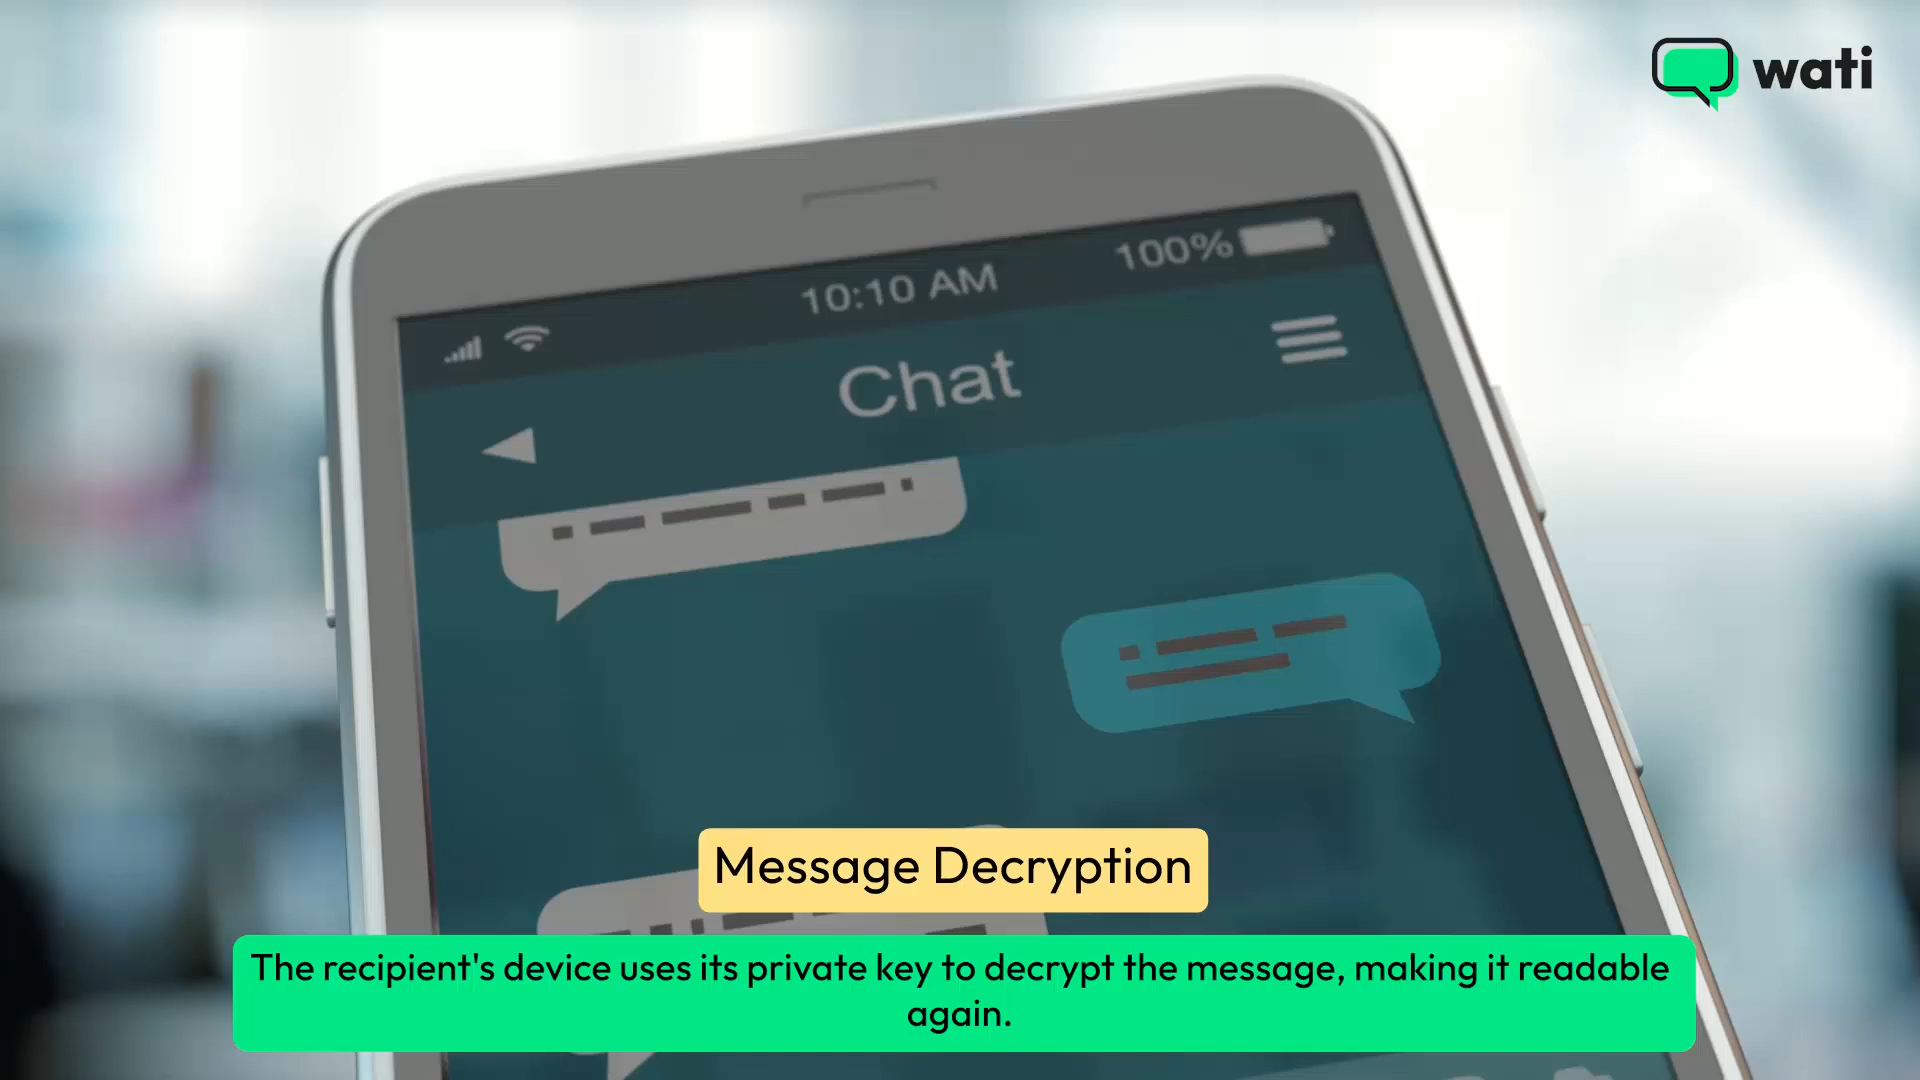 wati
100%
10:10 AM
Chat
Message Decryption
The recipient's device uses its private key to decrypt the message, making it readable
again.